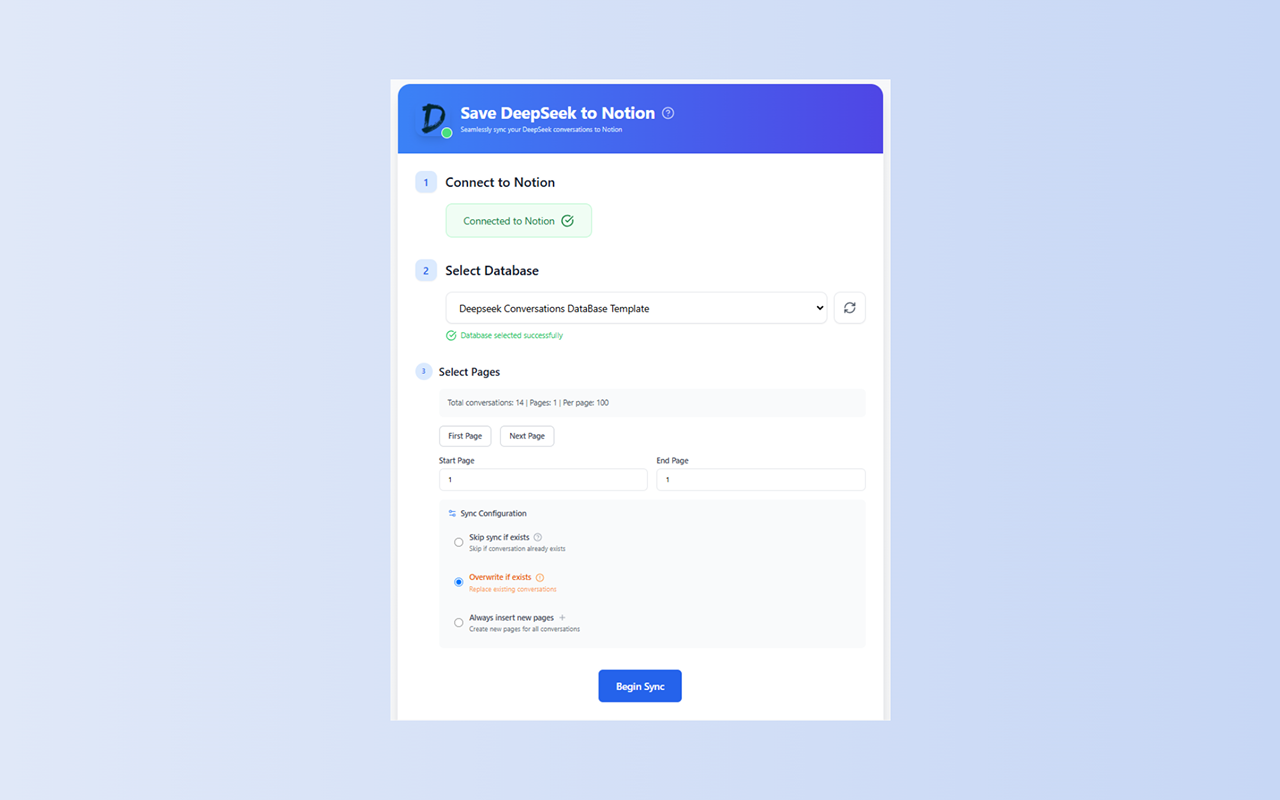 D
Save DeepSeek to Notion
Seamlessly sync your DeepSeek conversations to Notion
1 Connect to Notion
Connected to Notion
2 Select Database
Deepseek Conversations DataBase Template
Database selected successfully
3 Select Pages
Total conversations: 14 | Pages: 1 | Per page: 100
First Page Next Page
Start Page End Page
1 1
Sync Configuration
Skip sync if exists
Skip if conversation already exists
Overwrite if exists
Replace existing conversations
Always insert new pages +
Create new pages for all conversations
Begin Sync